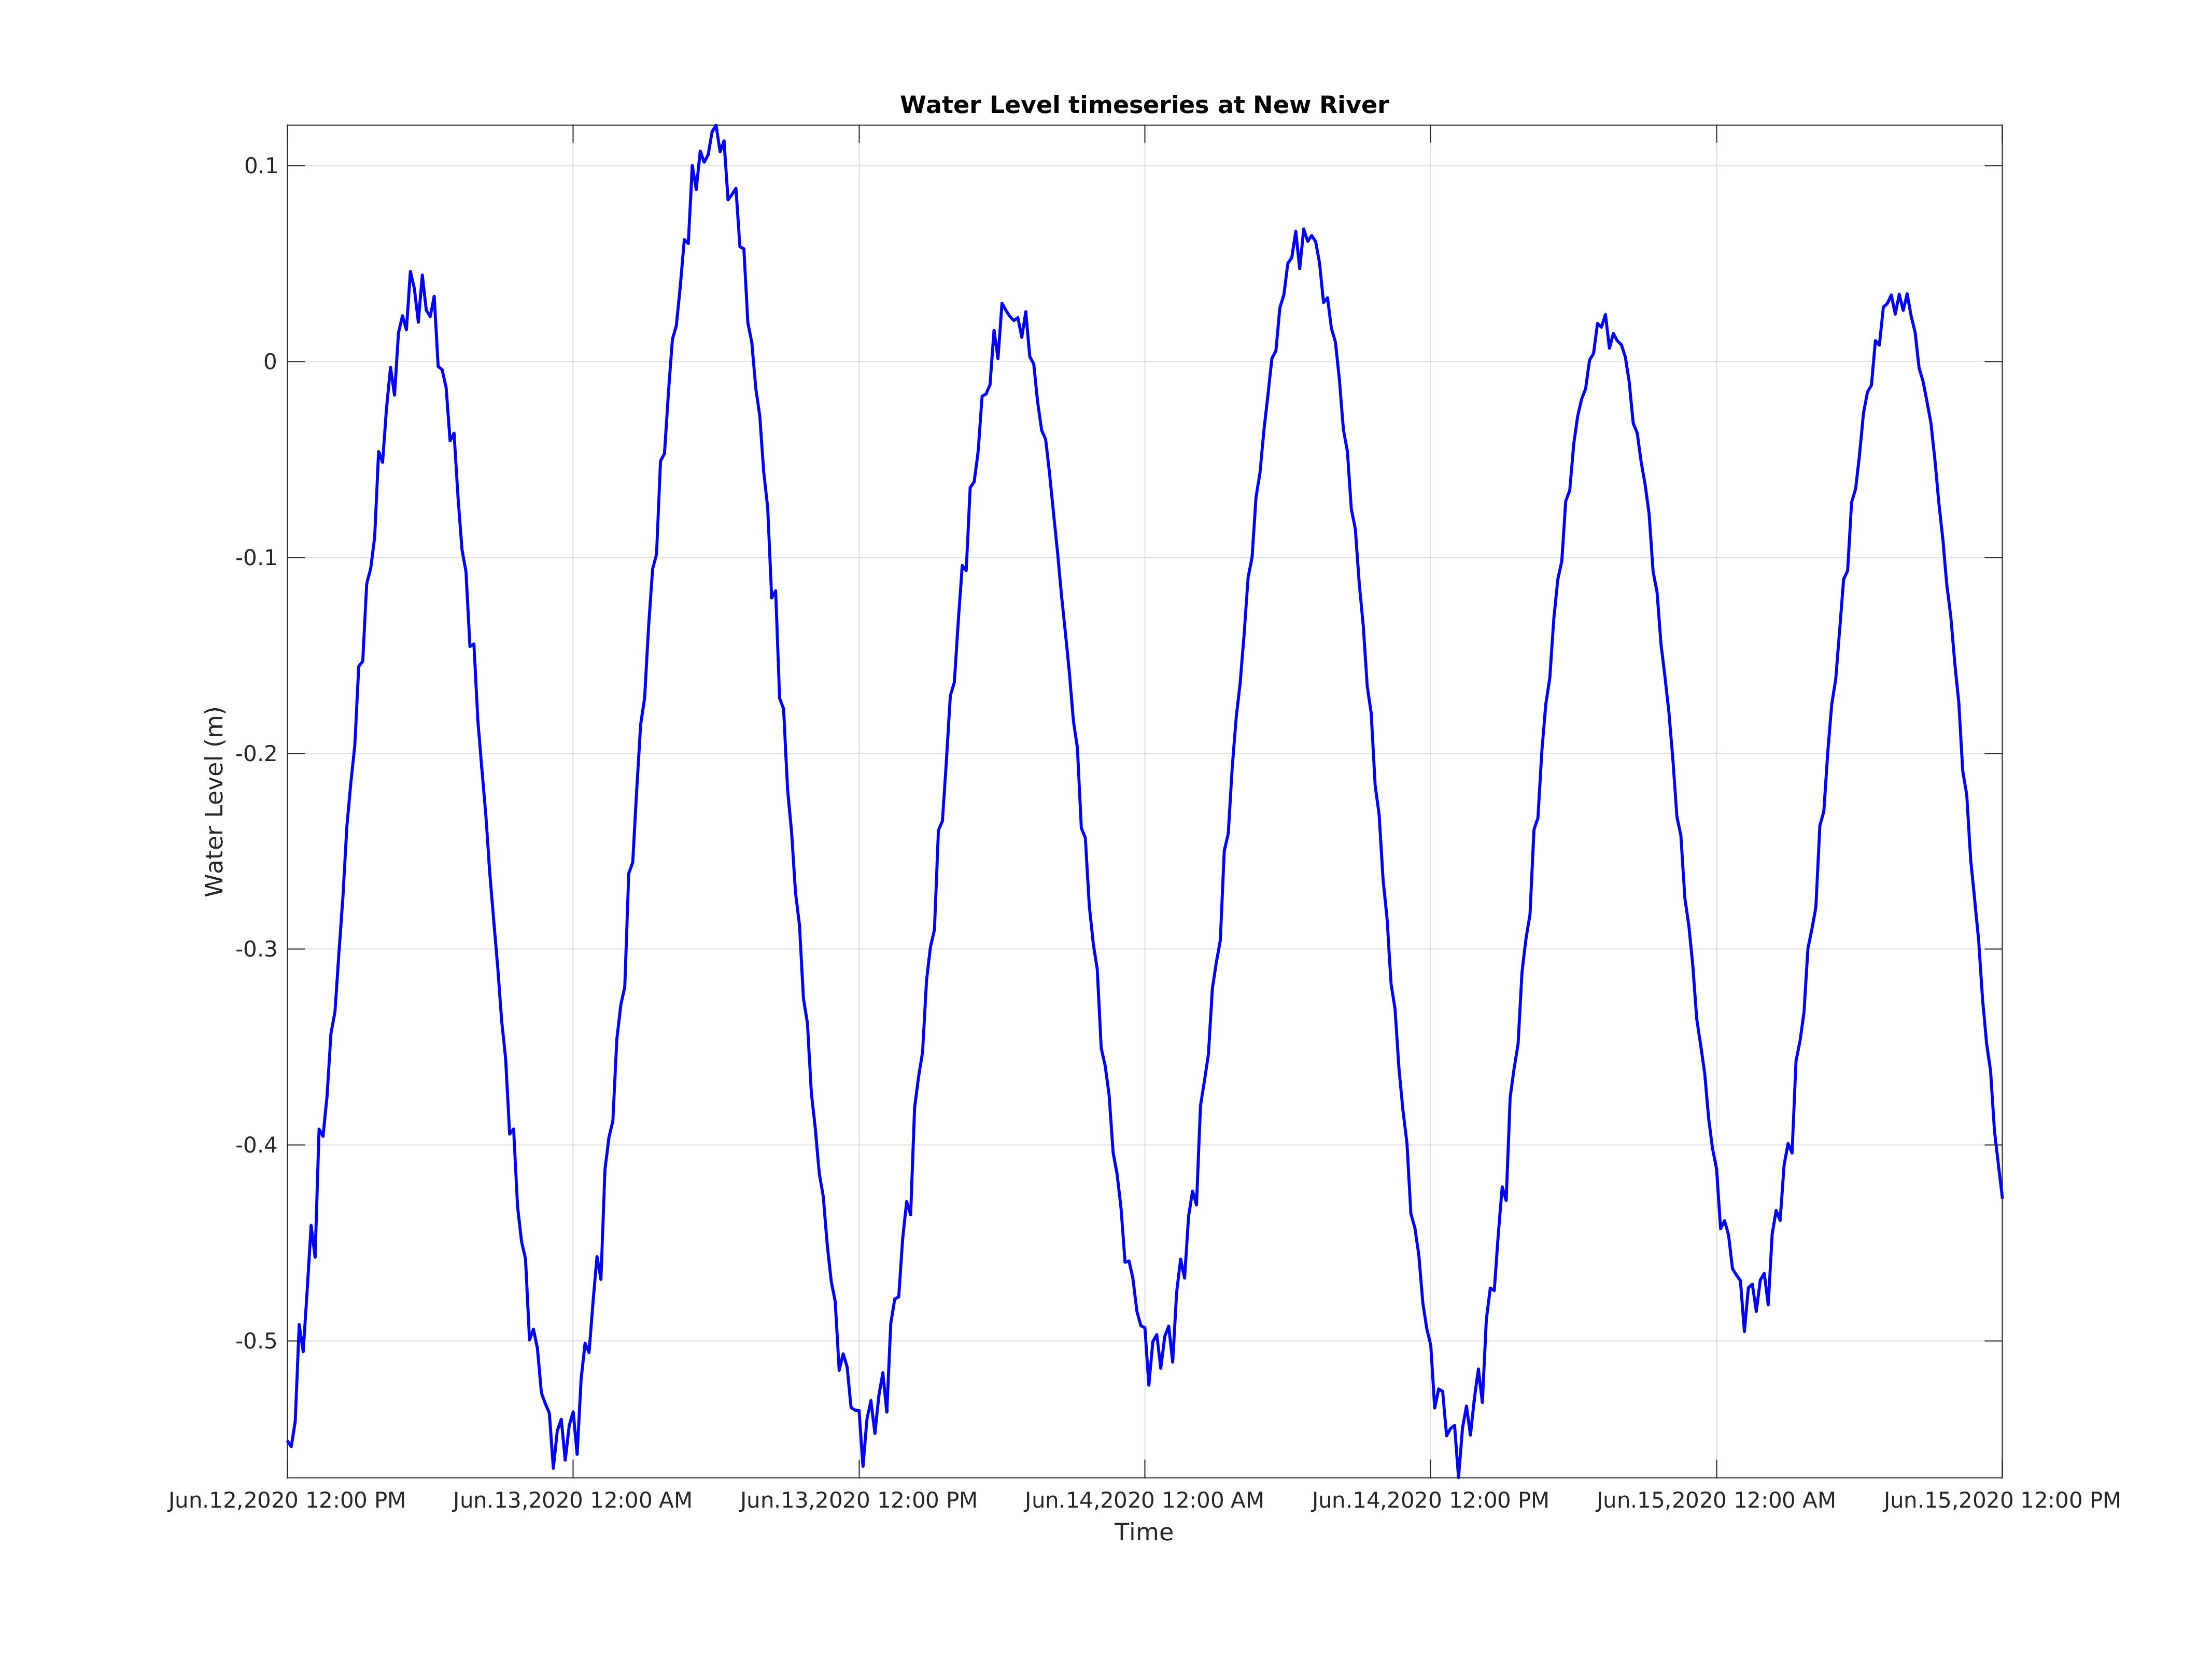 Water Level timeseries at New River
Water Level (m)
0.1
0
-0.1
-0.2
-0.3
-0.4
-0.5
Jun.12,2020 12:00 PM Jun.13,2020 12:00 AM Jun.13,2020 12:00 PM Jun.14,2020 12:00 AM Jun.14,2020 12:00 PM Jun.15,2020 12:00 AM Jun.15,2020 12:00 PM
Time